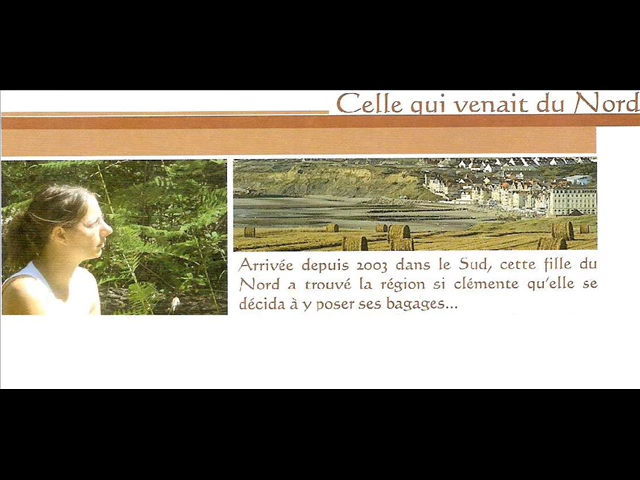 Celle qui venait du Nord
Arrivée depuis 2003 dans le Sud, cette fille du
Nord a trouvé la région si clémente qu'elle se
décida à y poser ses bagages...